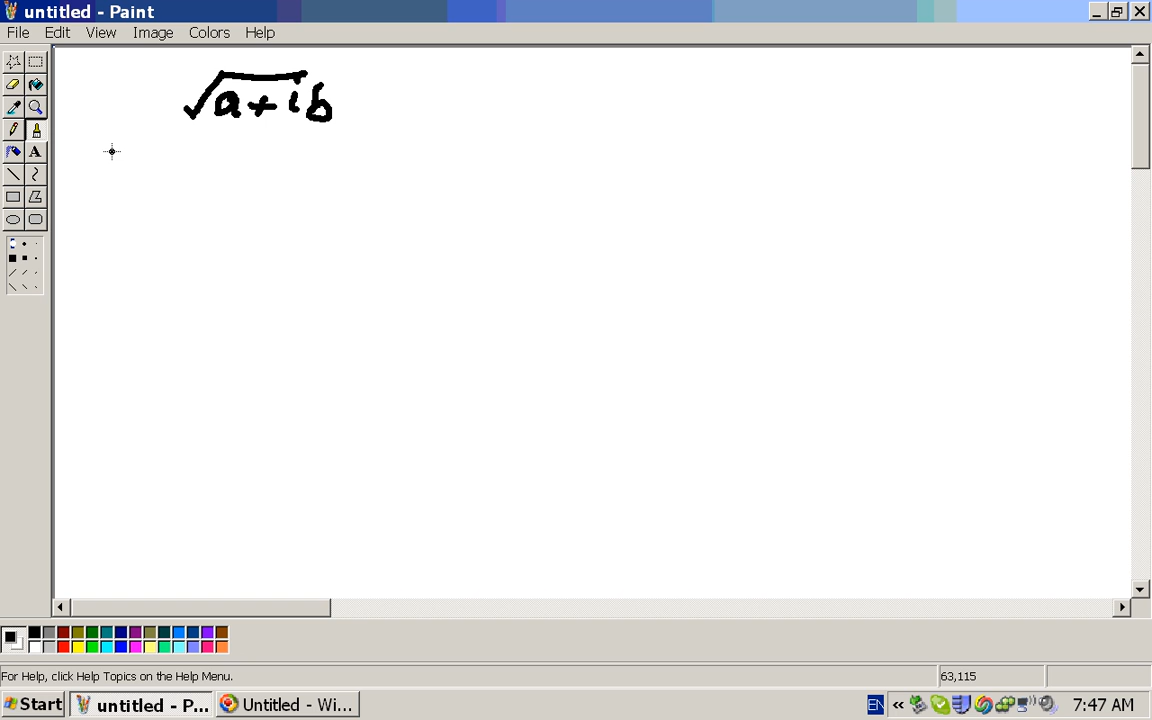 untitled - Paint
File Edit View Image Colors Help
√a+ib
A
For Help, click Help Topics on the Help Menu.
63,115
Start
untitled - P...
Untitled - Wi...
EN
«
7:47 AM